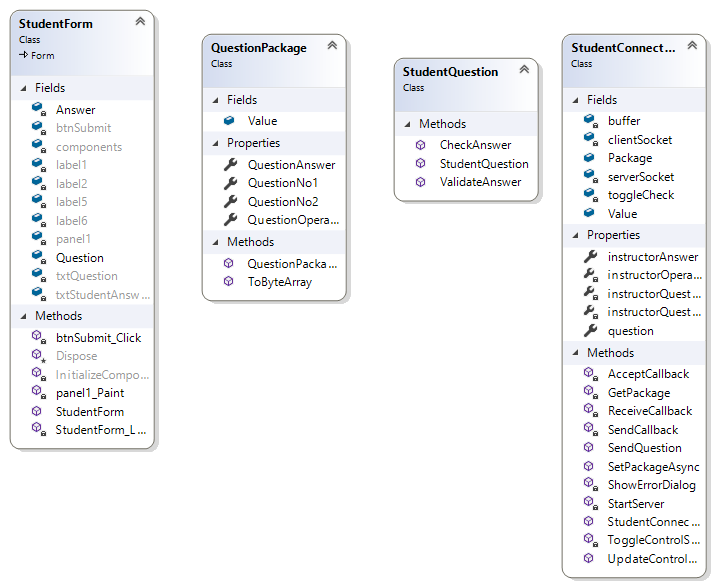 StudentForm
Class
Form
Fields
Answer
btnSubmit
components
label1
label2
label5
label6
panel1
Question
txtQuestion
txtStudentAnsw...
Methods
btnSubmit_Click
Dispose
InitializeCompo...
panel1_Paint
StudentForm
StudentForm_L...
QuestionPackage
Class
Fields
Value
Properties
QuestionAnswer
QuestionNo1
QuestionNo2
QuestionOpera...
Methods
QuestionPacka...
ToByteArray
StudentQuestion
Class
Methods
CheckAnswer
StudentQuestion
ValidateAnswer
StudentConnect...
Class
Fields
buffer
clientSocket
Package
serverSocket
toggleCheck
Value
Properties
instructorAnswer
instructorOpera...
instructorQuest...
instructorQuest...
question
Methods
AcceptCallback
GetPackage
ReceiveCallback
SendCallback
SendQuestion
SetPackageAsync
ShowErrorDialog
StartServer
StudentConnec...
ToggleControlS...
UpdateControl...